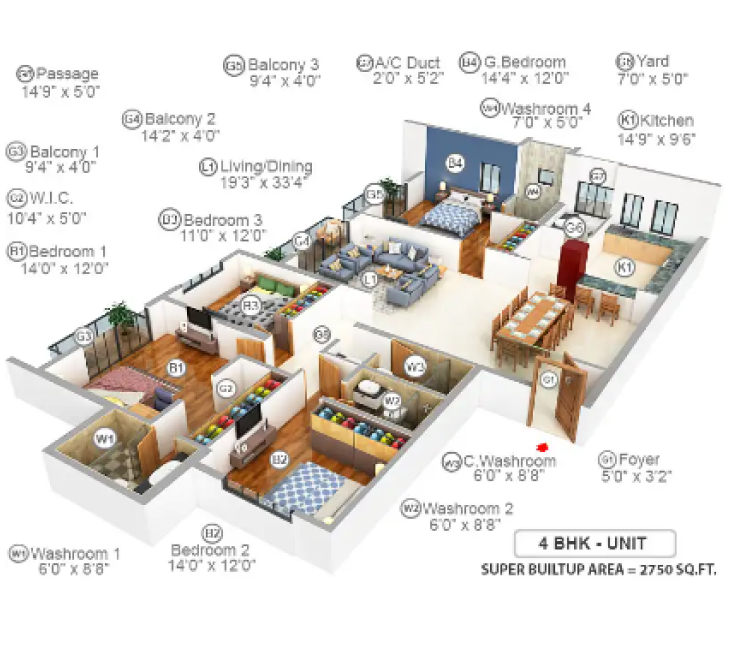 Passage
14'9" x 5'0"
G5 Balcony 3
9'4" x 4'0"
G7 A/C Duct
2'0" x 5'2"
B4 G.Bedroom
14'4" x 12'0"
Yard
7'0" x 5'0"
G4 Balcony 2
14'2" x 4'0"
W4 Washroom 4
7'0" x 5'0"
K1 Kitchen
14'9" x 9'6"
G3 Balcony 1
9'4" x 4'0"
L1 Living/Dining
19'3" x 33'4"
G2 W.I.C.
10'4" x 5'0"
B3 Bedroom 3
11'0" x 12'0"
B1 Bedroom 1
14'0" x 12'0"
B4
W4
G7
G5
G6
G4
L1
K1
B3
G3
B1
G2
W3
W2
G1
W1
B2
W3 C.Washroom
6'0" x 8'8"
G1 Foyer
5'0" x 3'2"
W2 Washroom 2
6'0" x 8'8"
B2
Bedroom 2
14'0" x 12'0"
W1 Washroom 1
6'0" x 8'8"
4 BHK - UNIT
SUPER BUILTUP AREA = 2750 SQ.FT.